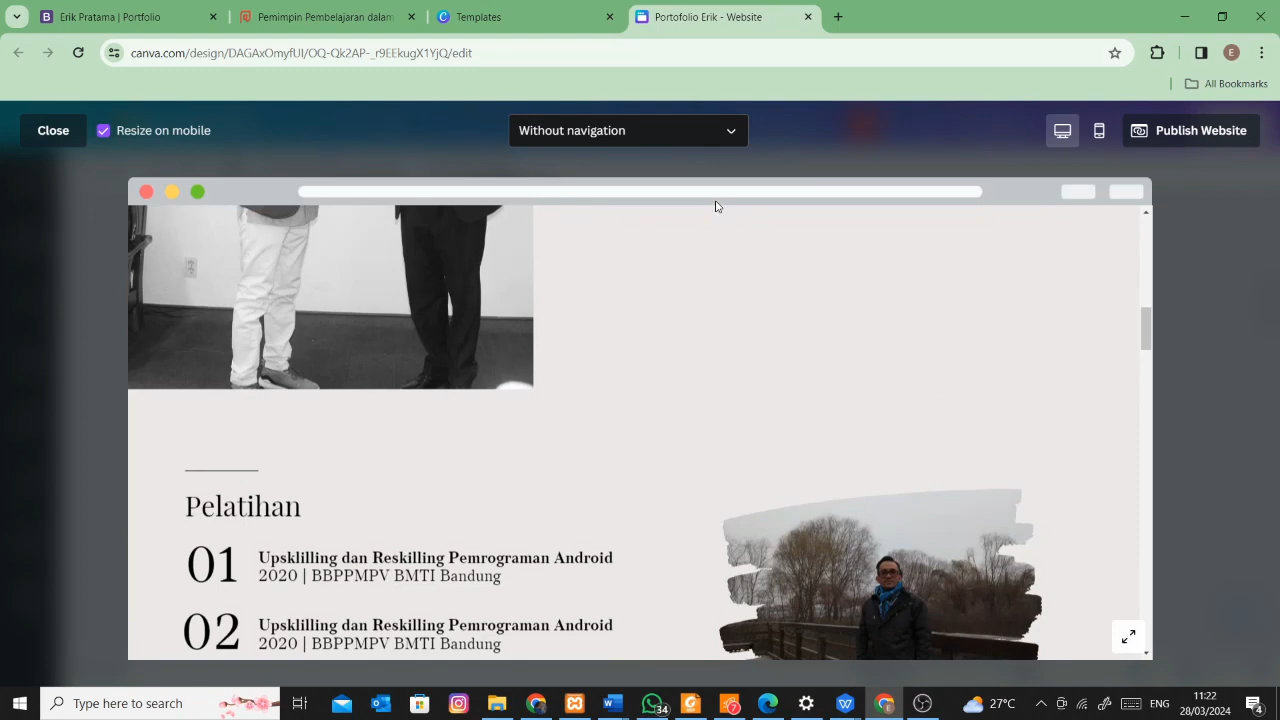 Erik Pratama | Portfolio
Pemimpin Pembelajaran dalam
Templates
Portofolio Erik - Website
canva.com/design/DAGAxOmyfUI/OQ-Qk2AP-_r9EEkugX1YjQ/edit
E
All Bookmarks
Close
Resize on mobile
Without navigation
Publish Website
Pelatihan
01
Upsklilling dan Reskilling Pemrograman Android
2020 | BBPPMPV BMTI Bandung
02
Upsklilling dan Reskilling Pemrograman Android
2020 | BBPPMPV BMTI Bandung
Type here to search
34
7
27°C
ENG
11:22
28/03/2024
4